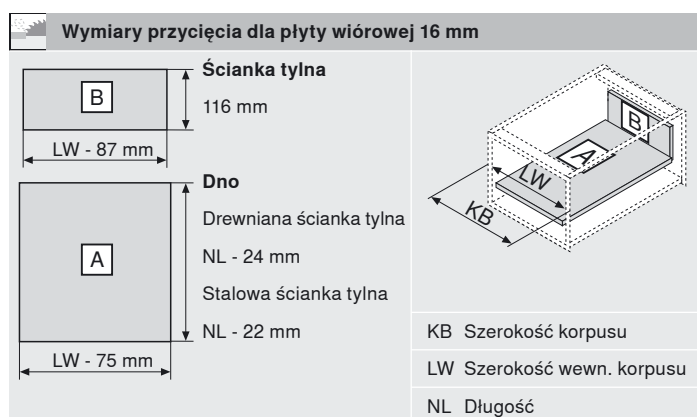 Wymiary przycięcia dla płyty wiórowej 16 mm
B
LW - 87 mm
Ścianka tylna
116 mm
A
LW - 75 mm
Dno
Drewniana ścianka tylna
NL - 24 mm
Stalowa ścianka tylna
NL - 22 mm
B
A
LW
KB
KB Szerokość korpusu
LW Szerokość wewn. korpusu
NL Długość